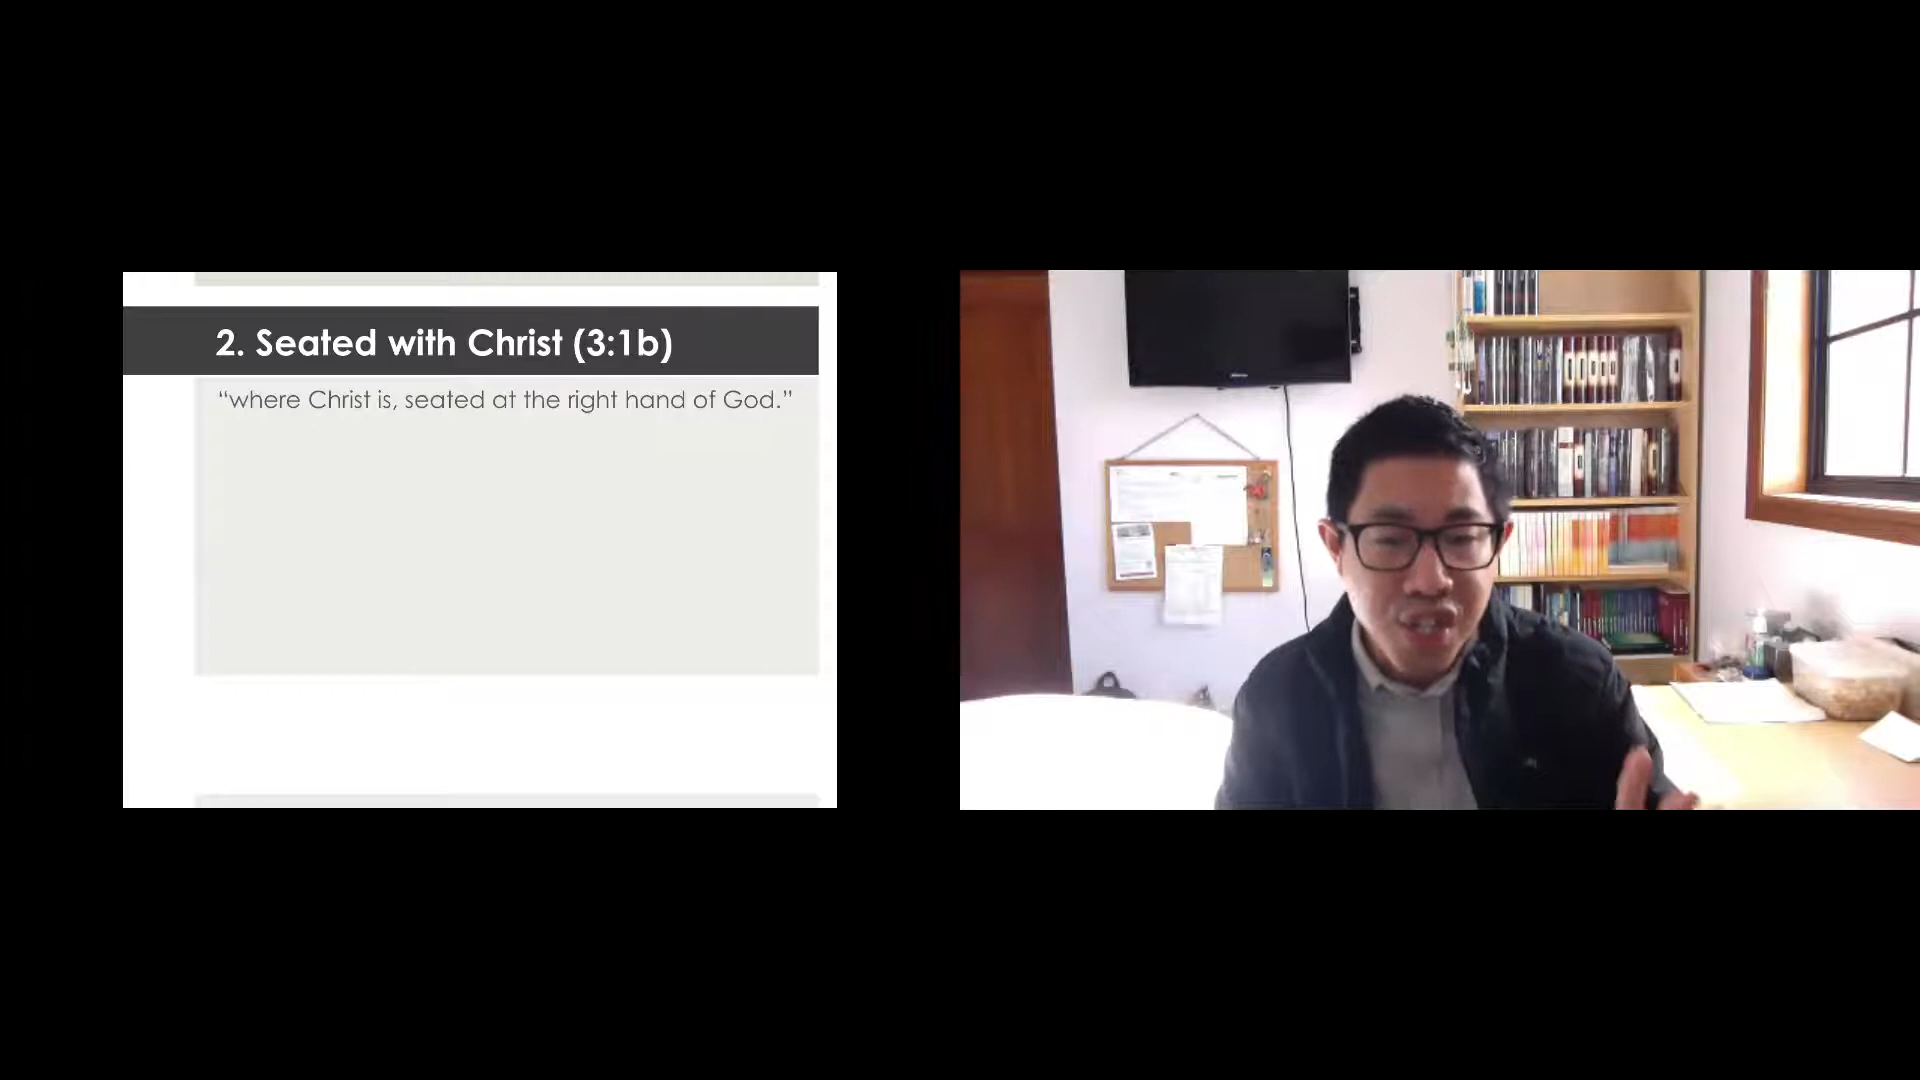 2. Seated with Christ (3:1b)
“where Christ is, seated at the right hand of God.”